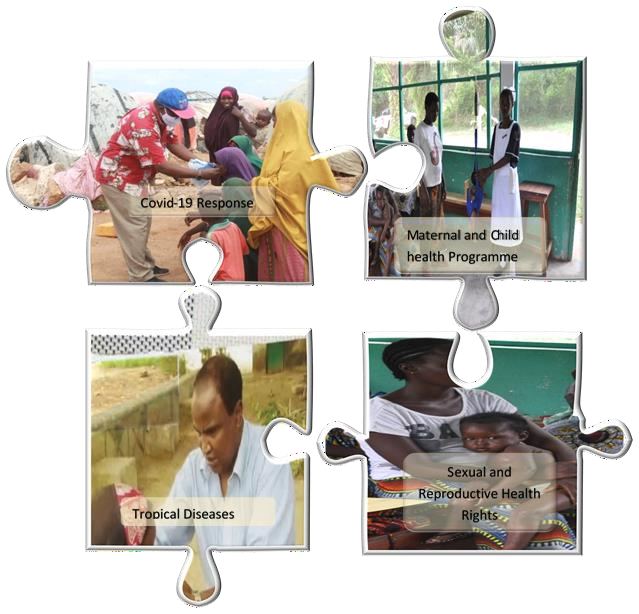 Covid-19 Response
Maternal and Child
health Programme
Tropical Diseases
Sexual and
Reproductive Health
Rights